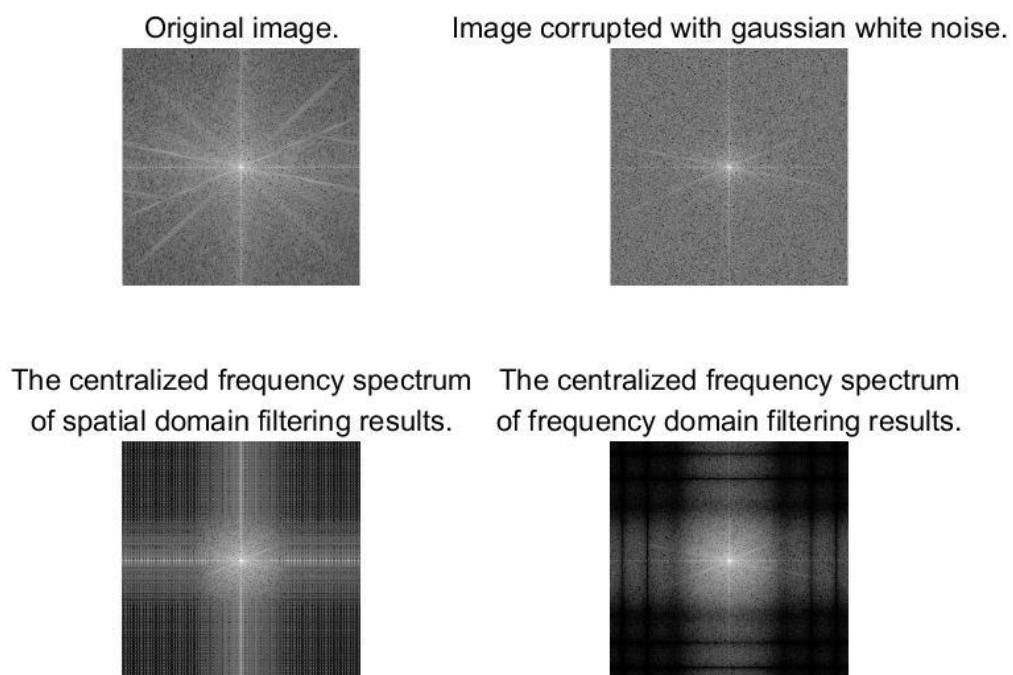 Original image.
Image corrupted with gaussian white noise.
The centralized frequency spectrum
of spatial domain filtering results.
The centralized frequency spectrum
of frequency domain filtering results.